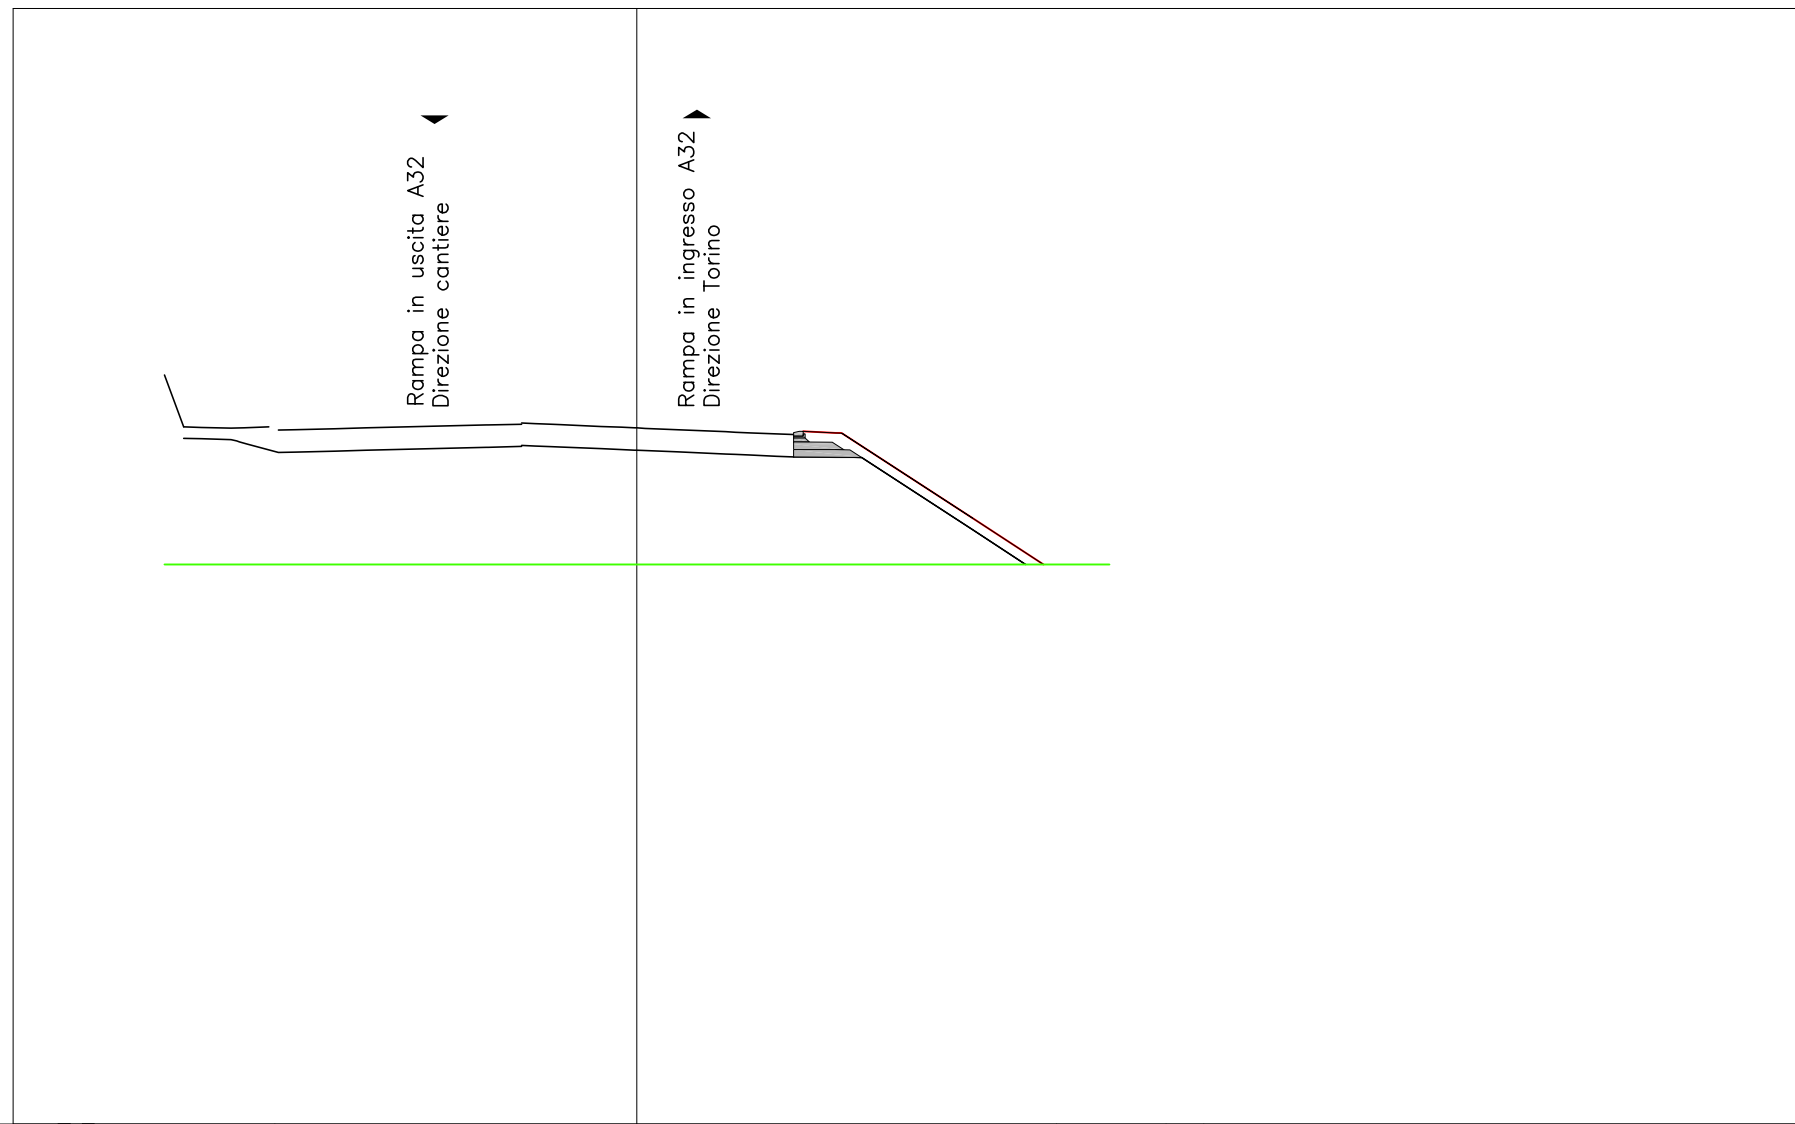 Rampa in uscita A32
Direzione cantiere
Rampa in ingresso A32
Direzione Torino